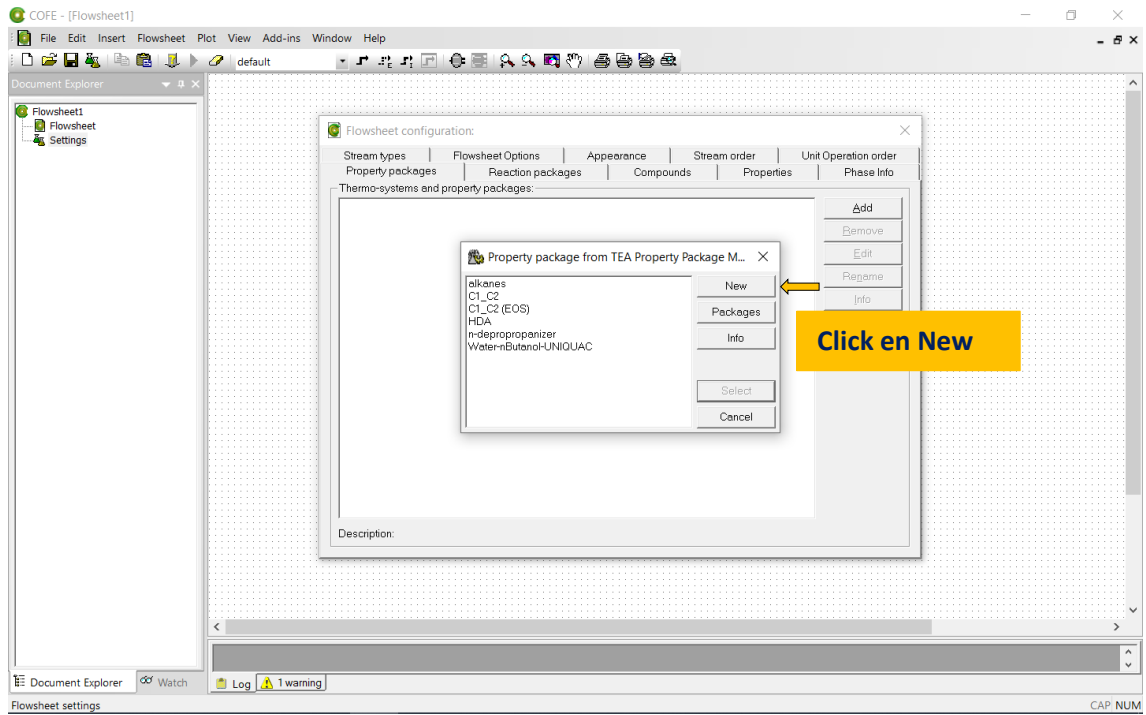 COFE - [Flowsheet1]
File Edit Insert Flowsheet Plot View Add-ins Window Help
default
Document Explorer
Flowsheet1
Flowsheet
Settings
Flowsheet configuration:
Stream types Flowsheet Options Appearance Stream order Unit Operation order
Property packages Reaction packages Compounds Properties Phase Info
Thermo-systems and property packages:
Add
Remove
Edit
Rename
Info
Property package from TEA Property Package M...
alkanes
C1_C2
C1_C2 (EOS)
HDA
n-depropropanizer
Water-nButanol-UNIQUAC
New
Packages
Info
Select
Cancel
Click en New
Description:
Document Explorer Watch
Log 1 warning
Flowsheet settings
CAP NUM